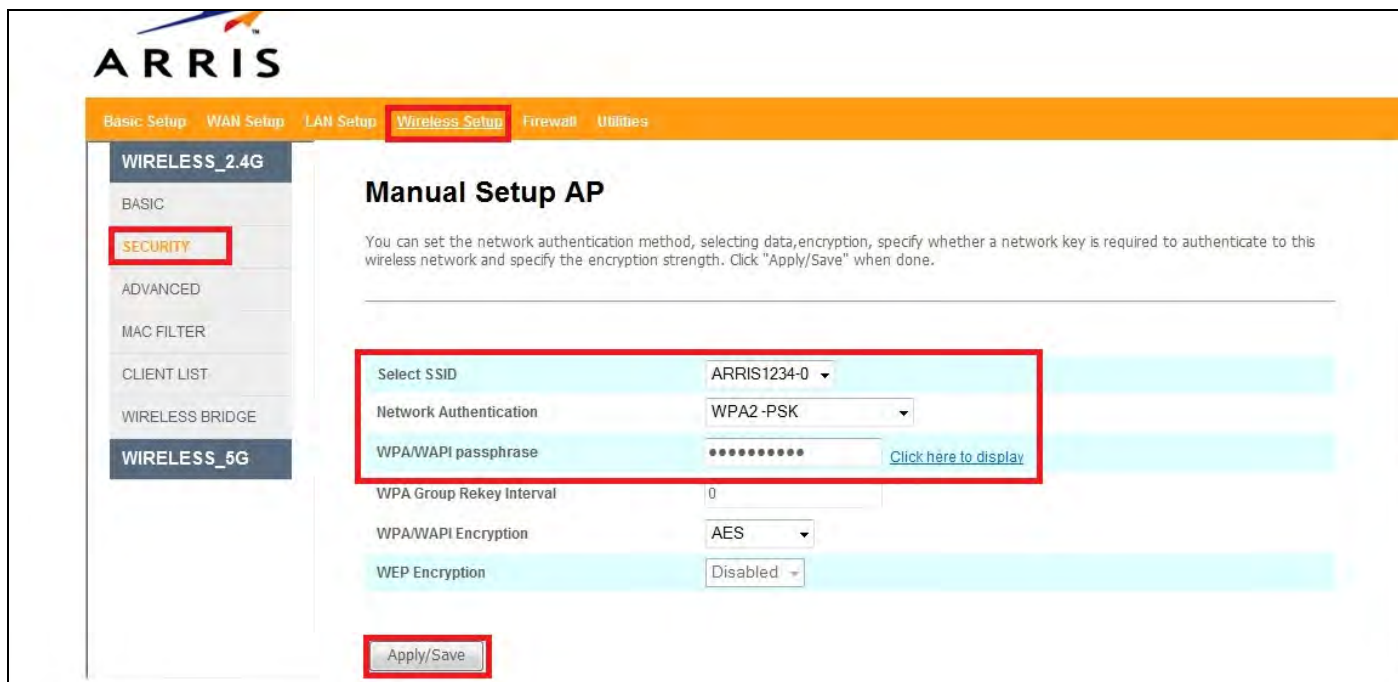 ARRIS
Basic Setup WAN Setup LAN Setup Wireless Setup Firewall Utilities
WIRELESS_2.4G
BASIC
SECURITY
ADVANCED
MAC FILTER
CLIENT LIST
WIRELESS BRIDGE
WIRELESS_5G
Manual Setup AP
You can set the network authentication method, selecting data,encryption, specify whether a network key is required to authenticate to this
wireless network and specify the encryption strength. Click "Apply/Save" when done.
Select SSID ARRIS1234-0
Network Authentication WPA2 -PSK
WPA/WAPI passphrase •••••••••• Click here to display
WPA Group Rekey Interval 0
WPA/WAPI Encryption AES
WEP Encryption Disabled
Apply/Save